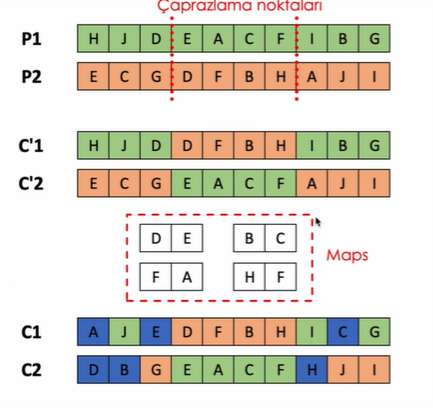 Çaprazlama noktaları
P1 H J D E A C F I B G
P2 E C G D F B H A J I
C'1 H J D D F B H I B G
C'2 E C G E A C F A J I
D E B C
Maps
F A H F
C1 A J E D F B H I C G
C2 D B G E A C F H J I